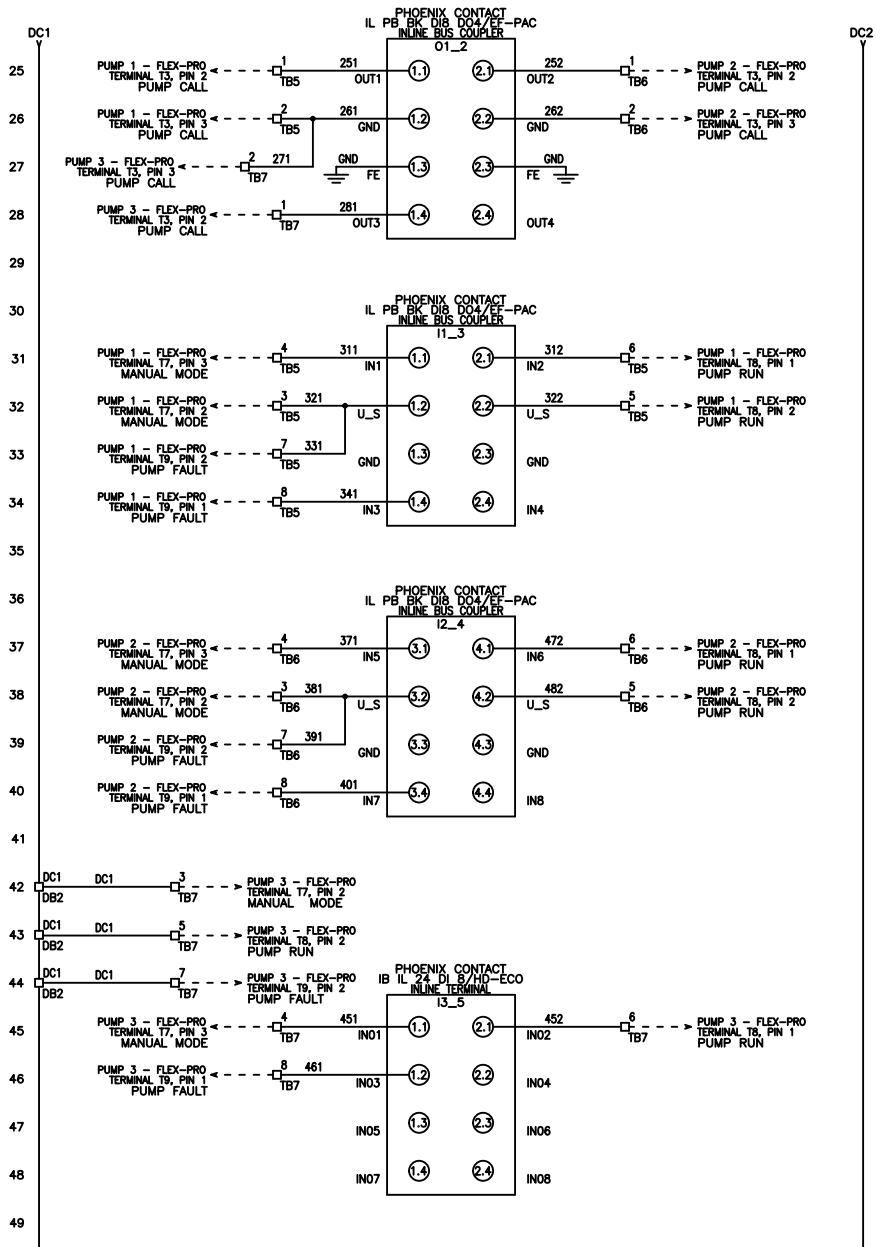 DC1
DC2
PHOENIX CONTACT
IL PB BK DI8 DO4/EF-PAC
INLINE BUS COUPLER
O1_2
25
PUMP 1 - FLEX-PRO
TERMINAL T3, PIN 2
PUMP CALL
1
TB5
251
OUT1
1.1
2.1
252
OUT2
1
TB6
PUMP 2 - FLEX-PRO
TERMINAL T3, PIN 2
PUMP CALL
26
PUMP 1 - FLEX-PRO
TERMINAL T3, PIN 3
PUMP CALL
2
TB5
261
GND
1.2
2.2
262
GND
2
TB6
PUMP 2 - FLEX-PRO
TERMINAL T3, PIN 3
PUMP CALL
27
PUMP 3 - FLEX-PRO
TERMINAL T3, PIN 3
PUMP CALL
2
TB7
271
GND
FE
1.3
2.3
GND
FE
28
PUMP 3 - FLEX-PRO
TERMINAL T3, PIN 2
PUMP CALL
1
TB7
281
OUT3
1.4
2.4
OUT4
29
30
PHOENIX CONTACT
IL PB BK DI8 DO4/EF-PAC
INLINE BUS COUPLER
I1_3
31
PUMP 1 - FLEX-PRO
TERMINAL T7, PIN 3
MANUAL MODE
4
TB5
311
IN1
1.1
2.1
312
IN2
6
TB5
PUMP 1 - FLEX-PRO
TERMINAL T8, PIN 1
PUMP RUN
32
PUMP 1 - FLEX-PRO
TERMINAL T7, PIN 2
MANUAL MODE
3
TB5
321
U_S
1.2
2.2
322
U_S
5
TB5
PUMP 1 - FLEX-PRO
TERMINAL T8, PIN 2
PUMP RUN
33
PUMP 1 - FLEX-PRO
TERMINAL T9, PIN 2
PUMP FAULT
7
TB5
331
GND
1.3
2.3
GND
34
PUMP 1 - FLEX-PRO
TERMINAL T9, PIN 1
PUMP FAULT
8
TB5
341
IN3
1.4
2.4
IN4
35
36
PHOENIX CONTACT
IL PB BK DI8 DO4/EF-PAC
INLINE BUS COUPLER
I2_4
37
PUMP 2 - FLEX-PRO
TERMINAL T7, PIN 3
MANUAL MODE
4
TB6
371
IN5
3.1
4.1
472
IN6
6
TB6
PUMP 2 - FLEX-PRO
TERMINAL T8, PIN 1
PUMP RUN
38
PUMP 2 - FLEX-PRO
TERMINAL T7, PIN 2
MANUAL MODE
3
TB6
381
U_S
3.2
4.2
482
U_S
5
TB6
PUMP 2 - FLEX-PRO
TERMINAL T8, PIN 2
PUMP RUN
39
PUMP 2 - FLEX-PRO
TERMINAL T9, PIN 2
PUMP FAULT
7
TB6
391
GND
3.3
4.3
GND
40
PUMP 2 - FLEX-PRO
TERMINAL T9, PIN 1
PUMP FAULT
8
TB6
401
IN7
3.4
4.4
IN8
41
42
DC1
DB2
DC1
3
TB7
PUMP 3 - FLEX-PRO
TERMINAL T7, PIN 2
MANUAL MODE
43
DC1
DB2
DC1
5
TB7
PUMP 3 - FLEX-PRO
TERMINAL T8, PIN 2
PUMP RUN
44
DC1
DB2
DC1
7
TB7
PUMP 3 - FLEX-PRO
TERMINAL T9, PIN 2
PUMP FAULT
PHOENIX CONTACT
IB IL 24 DI 8/HD-ECO
INLINE TERMINAL
I3_5
45
PUMP 3 - FLEX-PRO
TERMINAL T7, PIN 3
MANUAL MODE
4
TB7
451
IN01
1.1
2.1
452
IN02
6
TB7
PUMP 3 - FLEX-PRO
TERMINAL T8, PIN 1
PUMP RUN
46
PUMP 3 - FLEX-PRO
TERMINAL T9, PIN 1
PUMP FAULT
8
TB7
461
IN03
1.2
2.2
IN04
47
IN05
1.3
2.3
IN06
48
IN07
1.4
2.4
IN08
49